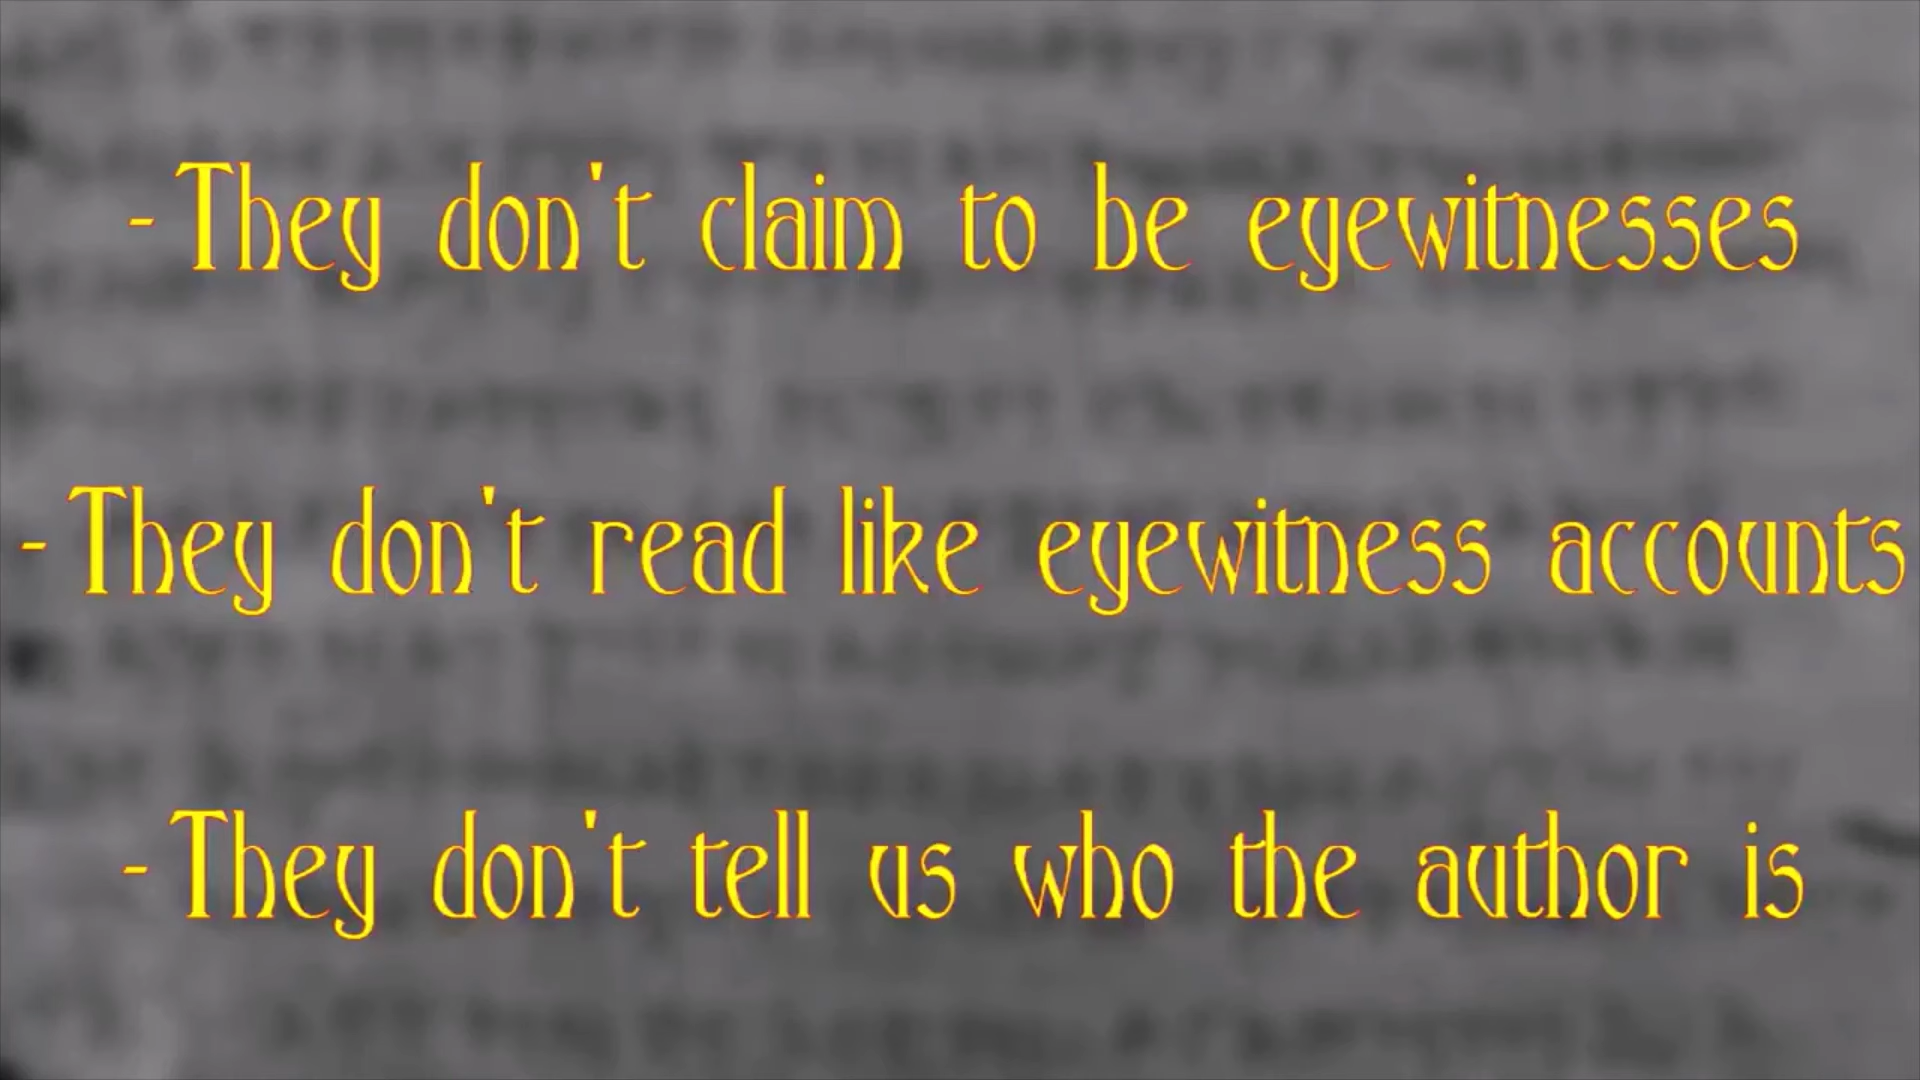 - They don't claim to be eyewitnesses
- They don't read like eyewitness accounts
- They don't tell us who the author is